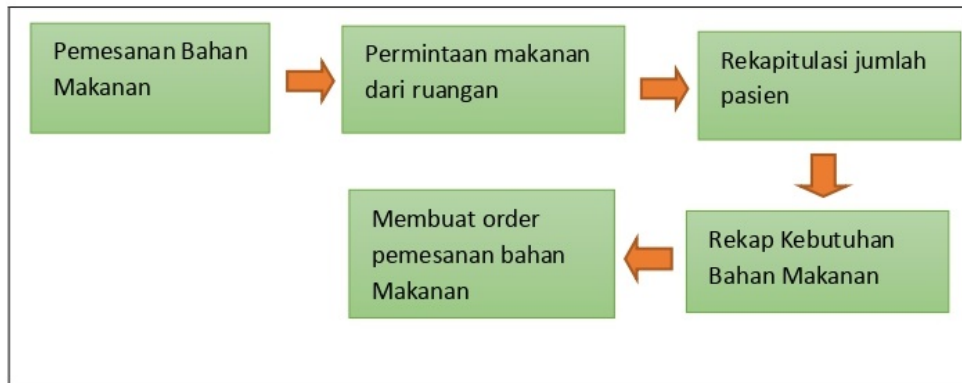 Pemesanan Bahan
Makanan
Permintaan makanan
dari ruangan
Rekapitulasi jumlah
pasien
Rekap Kebutuhan
Bahan Makanan
Membuat order
pemesanan bahan
Makanan